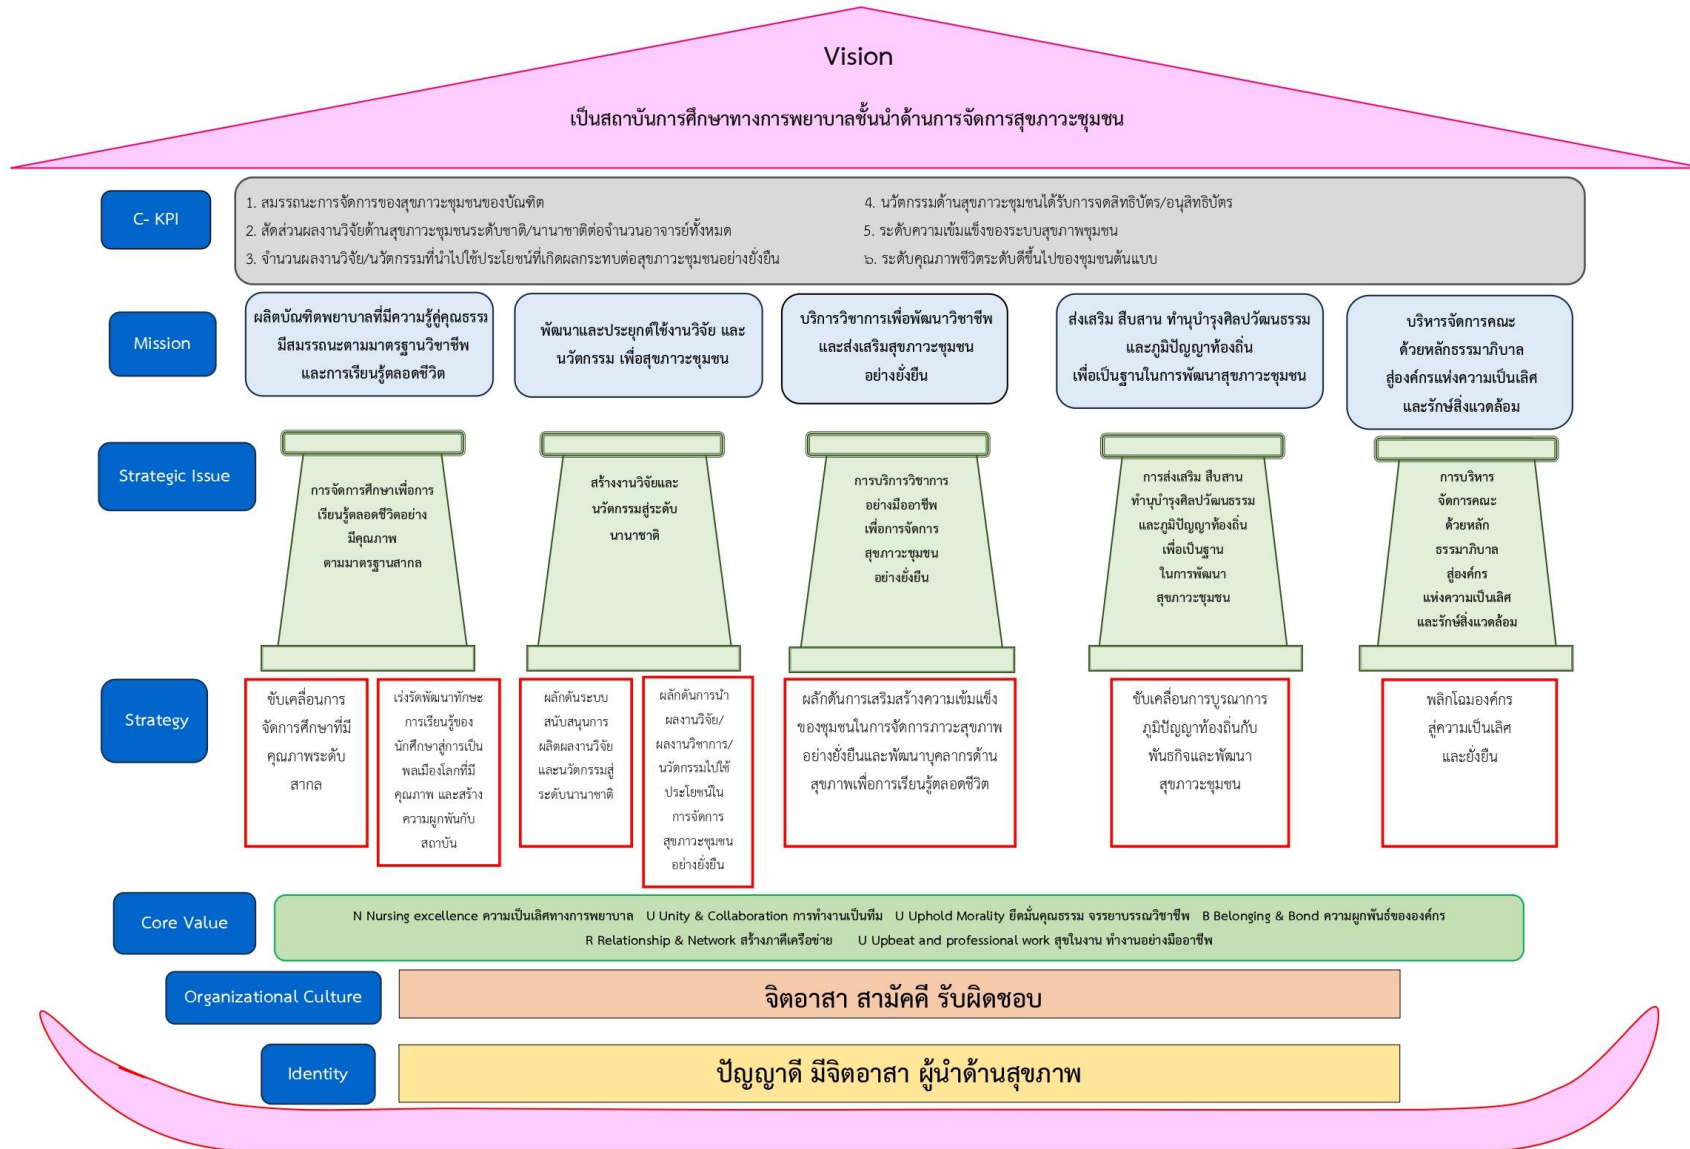 Vision
เป็นสถาบันการศึกษาทางการพยาบาลชั้นนำด้านการจัดการสุขภาวะชุมชน
C- KPI
1. สมรรถนะการจัดการของสุขภาวะชุมชนของบัณฑิต
2. สัดส่วนผลงานวิจัยด้านสุขภาวะชุมชนระดับชาติ/นานาชาติต่อจำนวนอาจารย์ทั้งหมด
3. จำนวนผลงานวิจัย/นวัตกรรมที่นำไปใช้ประโยชน์ที่เกิดผลกระทบต่อสุขภาวะชุมชนอย่างยั่งยืน
4. นวัตกรรมด้านสุขภาวะชุมชนได้รับการจดสิทธิบัตร/อนุสิทธิบัตร
5. ระดับความเข้มแข็งของระบบสุขภาพชุมชน
๖. ระดับคุณภาพชีวิตระดับดีขึ้นไปของชุมชนต้นแบบ
Mission
ผลิตบัณฑิตพยาบาลที่มีความรู้คู่คุณธรรม
มีสมรรถนะตามมาตรฐานวิชาชีพ
และการเรียนรู้ตลอดชีวิต
พัฒนาและประยุกต์ใช้งานวิจัย และ
นวัตกรรม เพื่อสุขภาวะชุมชน
บริการวิชาการเพื่อพัฒนาวิชาชีพ
และส่งเสริมสุขภาวะชุมชน
อย่างยั่งยืน
ส่งเสริม สืบสาน ทำนุบำรุงศิลปวัฒนธรรม
และภูมิปัญญาท้องถิ่น
เพื่อเป็นฐานในการพัฒนาสุขภาวะชุมชน
บริหารจัดการคณะ
ด้วยหลักธรรมาภิบาล
สู่องค์กรแห่งความเป็นเลิศ
และรักษ์สิ่งแวดล้อม
Strategic Issue
การจัดการศึกษาเพื่อการ
เรียนรู้ตลอดชีวิตอย่าง
มีคุณภาพ
ตามมาตรฐานสากล
สร้างงานวิจัยและ
นวัตกรรมสู่ระดับ
นานาชาติ
การบริการวิชาการ
อย่างมืออาชีพ
เพื่อการจัดการ
สุขภาวะชุมชน
อย่างยั่งยืน
การส่งเสริม สืบสาน
ทำนุบำรุงศิลปวัฒนธรรม
และภูมิปัญญาท้องถิ่น
เพื่อเป็นฐาน
ในการพัฒนา
สุขภาวะชุมชน
การบริหาร
จัดการคณะ
ด้วยหลัก
ธรรมาภิบาล
สู่องค์กร
แห่งความเป็นเลิศ
และรักษ์สิ่งแวดล้อม
Strategy
ขับเคลื่อนการ
จัดการศึกษาที่มี
คุณภาพระดับ
สากล
เร่งรัดพัฒนาทักษะ
การเรียนรู้ของ
นักศึกษาสู่การเป็น
พลเมืองโลกที่มี
คุณภาพ และสร้าง
ความผูกพันกับ
สถาบัน
ผลักดันระบบ
สนับสนุนการ
ผลิตผลงานวิจัย
และนวัตกรรมสู่
ระดับนานาชาติ
ผลักดันการนำ
ผลงานวิจัย/
ผลงานวิชาการ/
นวัตกรรมไปใช้
ประโยชน์ใน
การจัดการ
สุขภาวะชุมชน
อย่างยั่งยืน
ผลักดันการเสริมสร้างความเข้มแข็ง
ของชุมชนในการจัดการภาวะสุขภาพ
อย่างยั่งยืนและพัฒนาบุคลากรด้าน
สุขภาพเพื่อการเรียนรู้ตลอดชีวิต
ขับเคลื่อนการบูรณาการ
ภูมิปัญญาท้องถิ่นกับ
พันธกิจและพัฒนา
สุขภาวะชุมชน
พลิกโฉมองค์กร
สู่ความเป็นเลิศ
และยั่งยืน
Core Value
N Nursing excellence ความเป็นเลิศทางการพยาบาล U Unity & Collaboration การทำงานเป็นทีม U Uphold Morality ยึดมั่นคุณธรรม จรรยาบรรณวิชาชีพ B Belonging & Bond ความผูกพันธ์ขององค์กร
R Relationship & Network สร้างภาคีเครือข่าย U Upbeat and professional work สุขในงาน ทำงานอย่างมืออาชีพ
Organizational Culture
จิตอาสา สามัคคี รับผิดชอบ
Identity
ปัญญาดี มีจิตอาสา ผู้นำด้านสุขภาพ